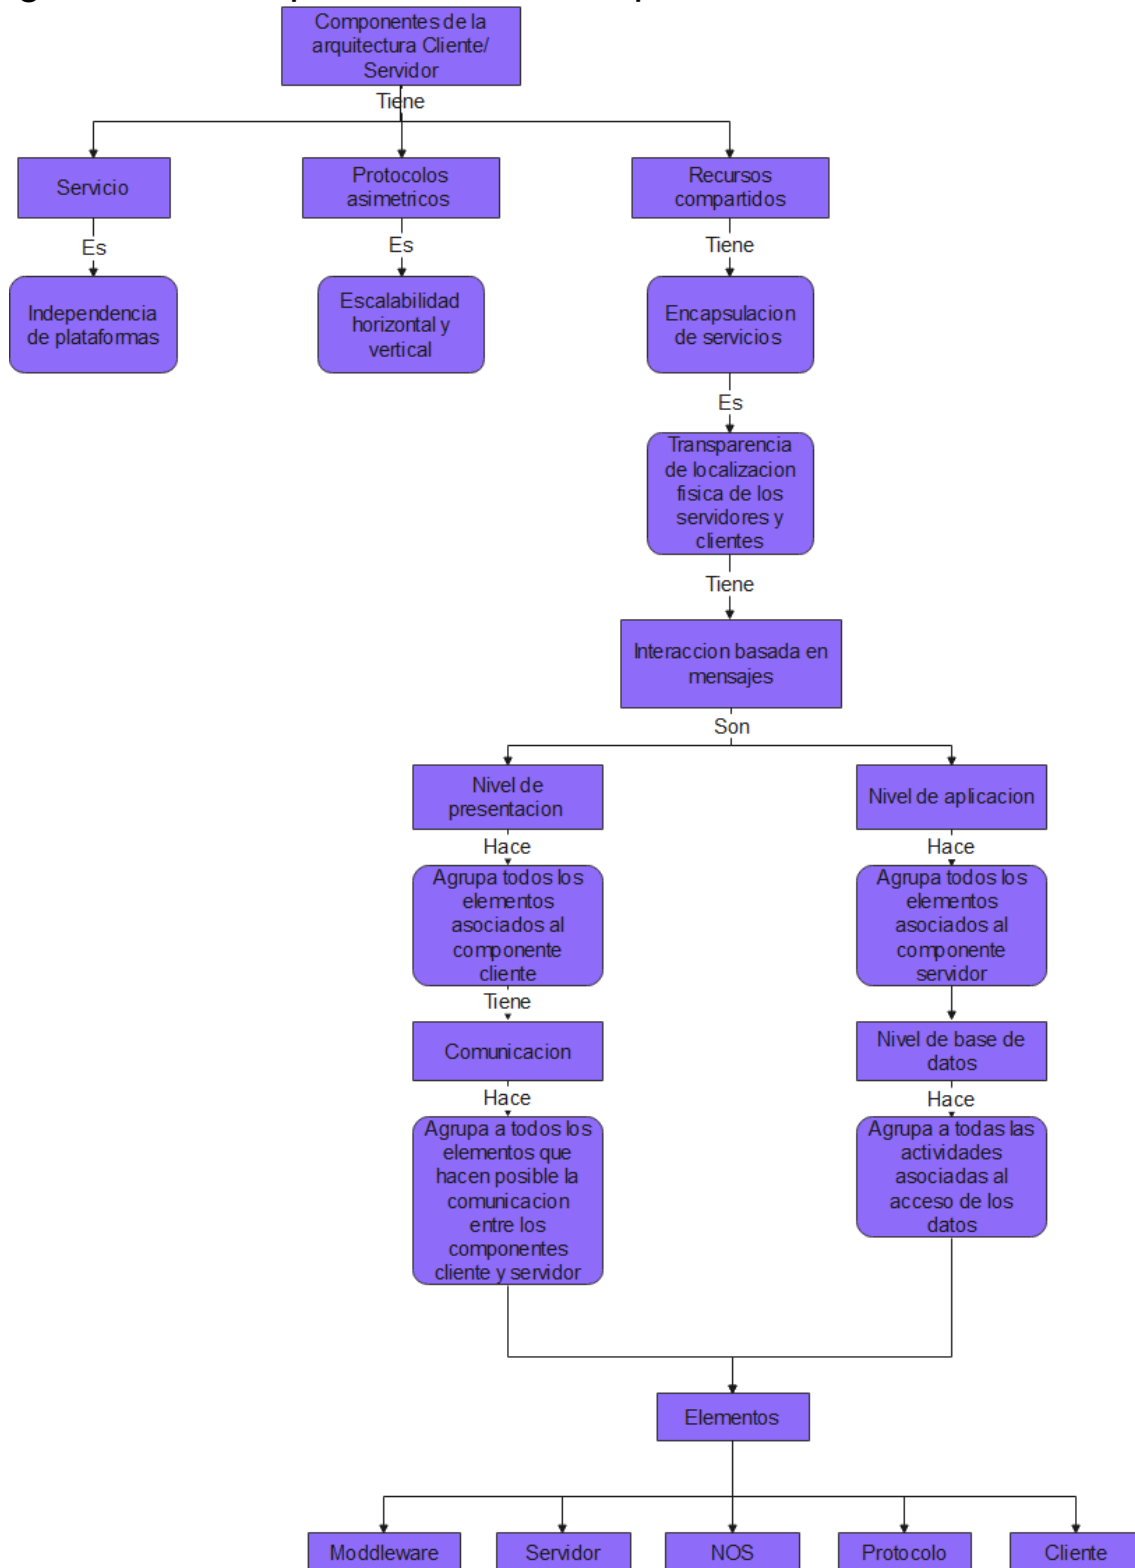 Componentes de la
arquitectura Cliente/
Servidor
Tiene
Servicio
Protocolos
asimetricos
Recursos
compartidos
Es
Es
Tiene
Independencia
de plataformas
Escalabilidad
horizontal y
vertical
Encapsulacion
de servicios
Es
Transparencia
de localizacion
fisica de los
servidores y
clientes
Tiene
Interaccion basada en
mensajes
Son
Nivel de
presentacion
Nivel de aplicacion
Hace
Hace
Agrupa todos los
elementos
asociados al
componente
cliente
Agrupa todos los
elementos
asociados al
componente
servidor
Tiene
Comunicacion
Nivel de base de
datos
Hace
Hace
Agrupa a todos los
elementos que
hacen posible la
comunicacion
entre los
componentes
cliente y servidor
Agrupa a todas las
actividades
asociadas al
acceso de los
datos
Elementos
Moddleware
Servidor
NOS
Protocolo
Cliente